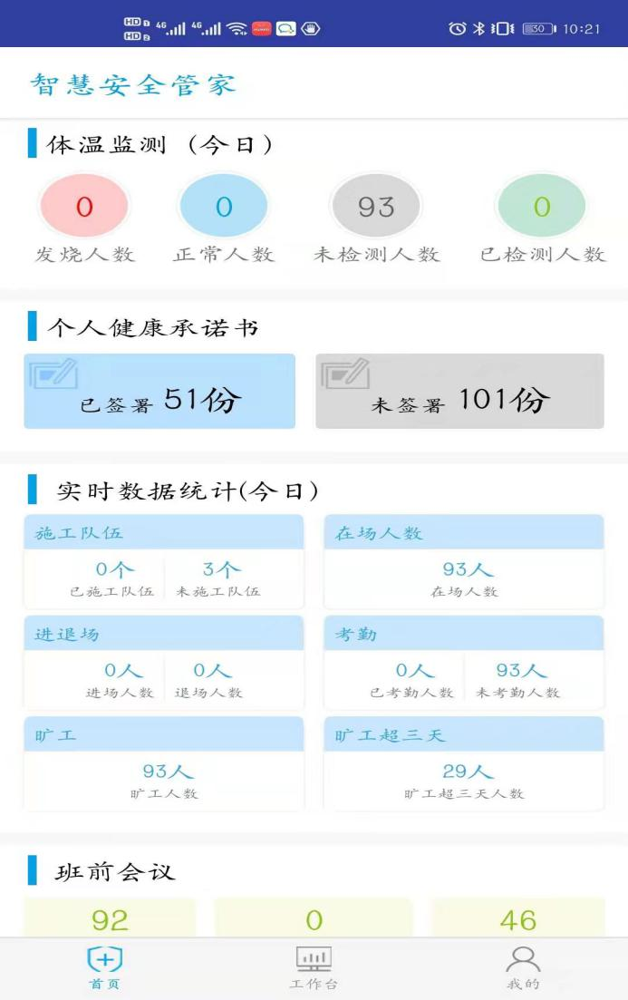 HD 1 4G 4G 30 10:21
HD 2
智慧安全管家
体温监测（今日）
0 0 93 0
发烧人数 正常人数 未检测人数 已检测人数
个人健康承诺书
已签署 51份 未签署 101份
实时数据统计(今日)
施工队伍 在场人数
0个 3个 93人
已施工队伍 未施工队伍 在场人数
进退场 考勤
0人 0人 0人 93人
进场人数 退场人数 已考勤人数 未考勤人数
旷工 旷工超三天
93人 29人
旷工人数 旷工超三天人数
班前会议
92 0 46
首页 工作台 我的